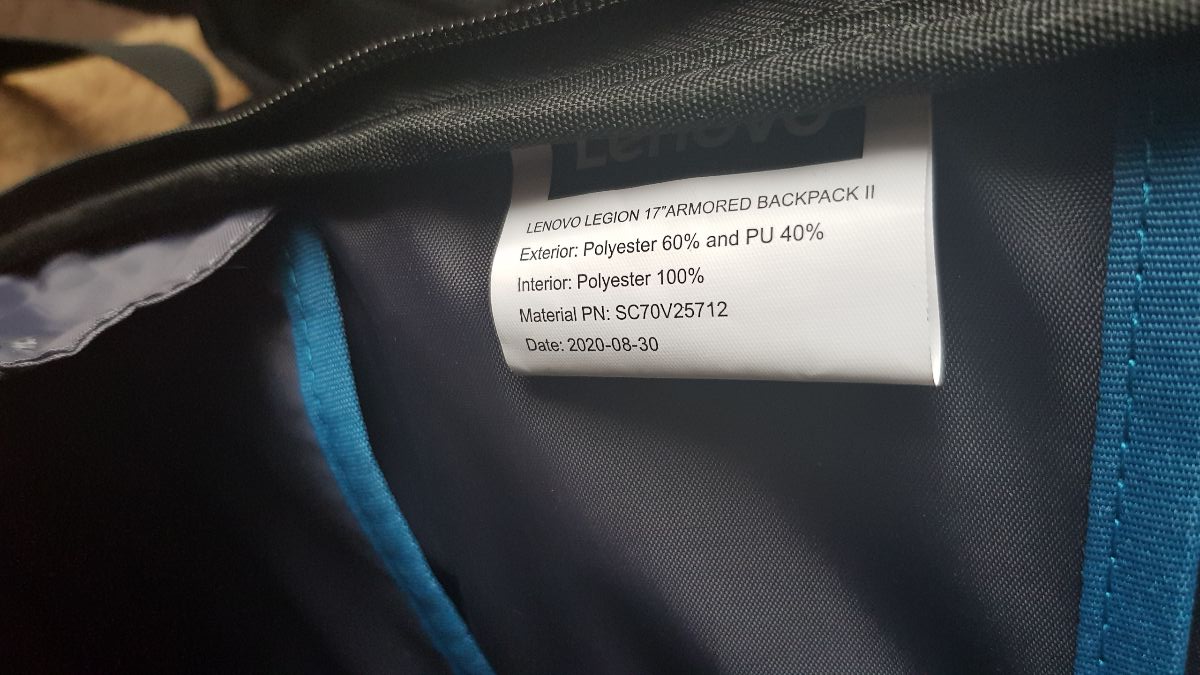 Lenovo
LENOVO LEGION 17"ARMORED BACKPACK II
Exterior: Polyester 60% and PU 40%
Interior: Polyester 100%
Material PN: SC70V25712
Date: 2020-08-30